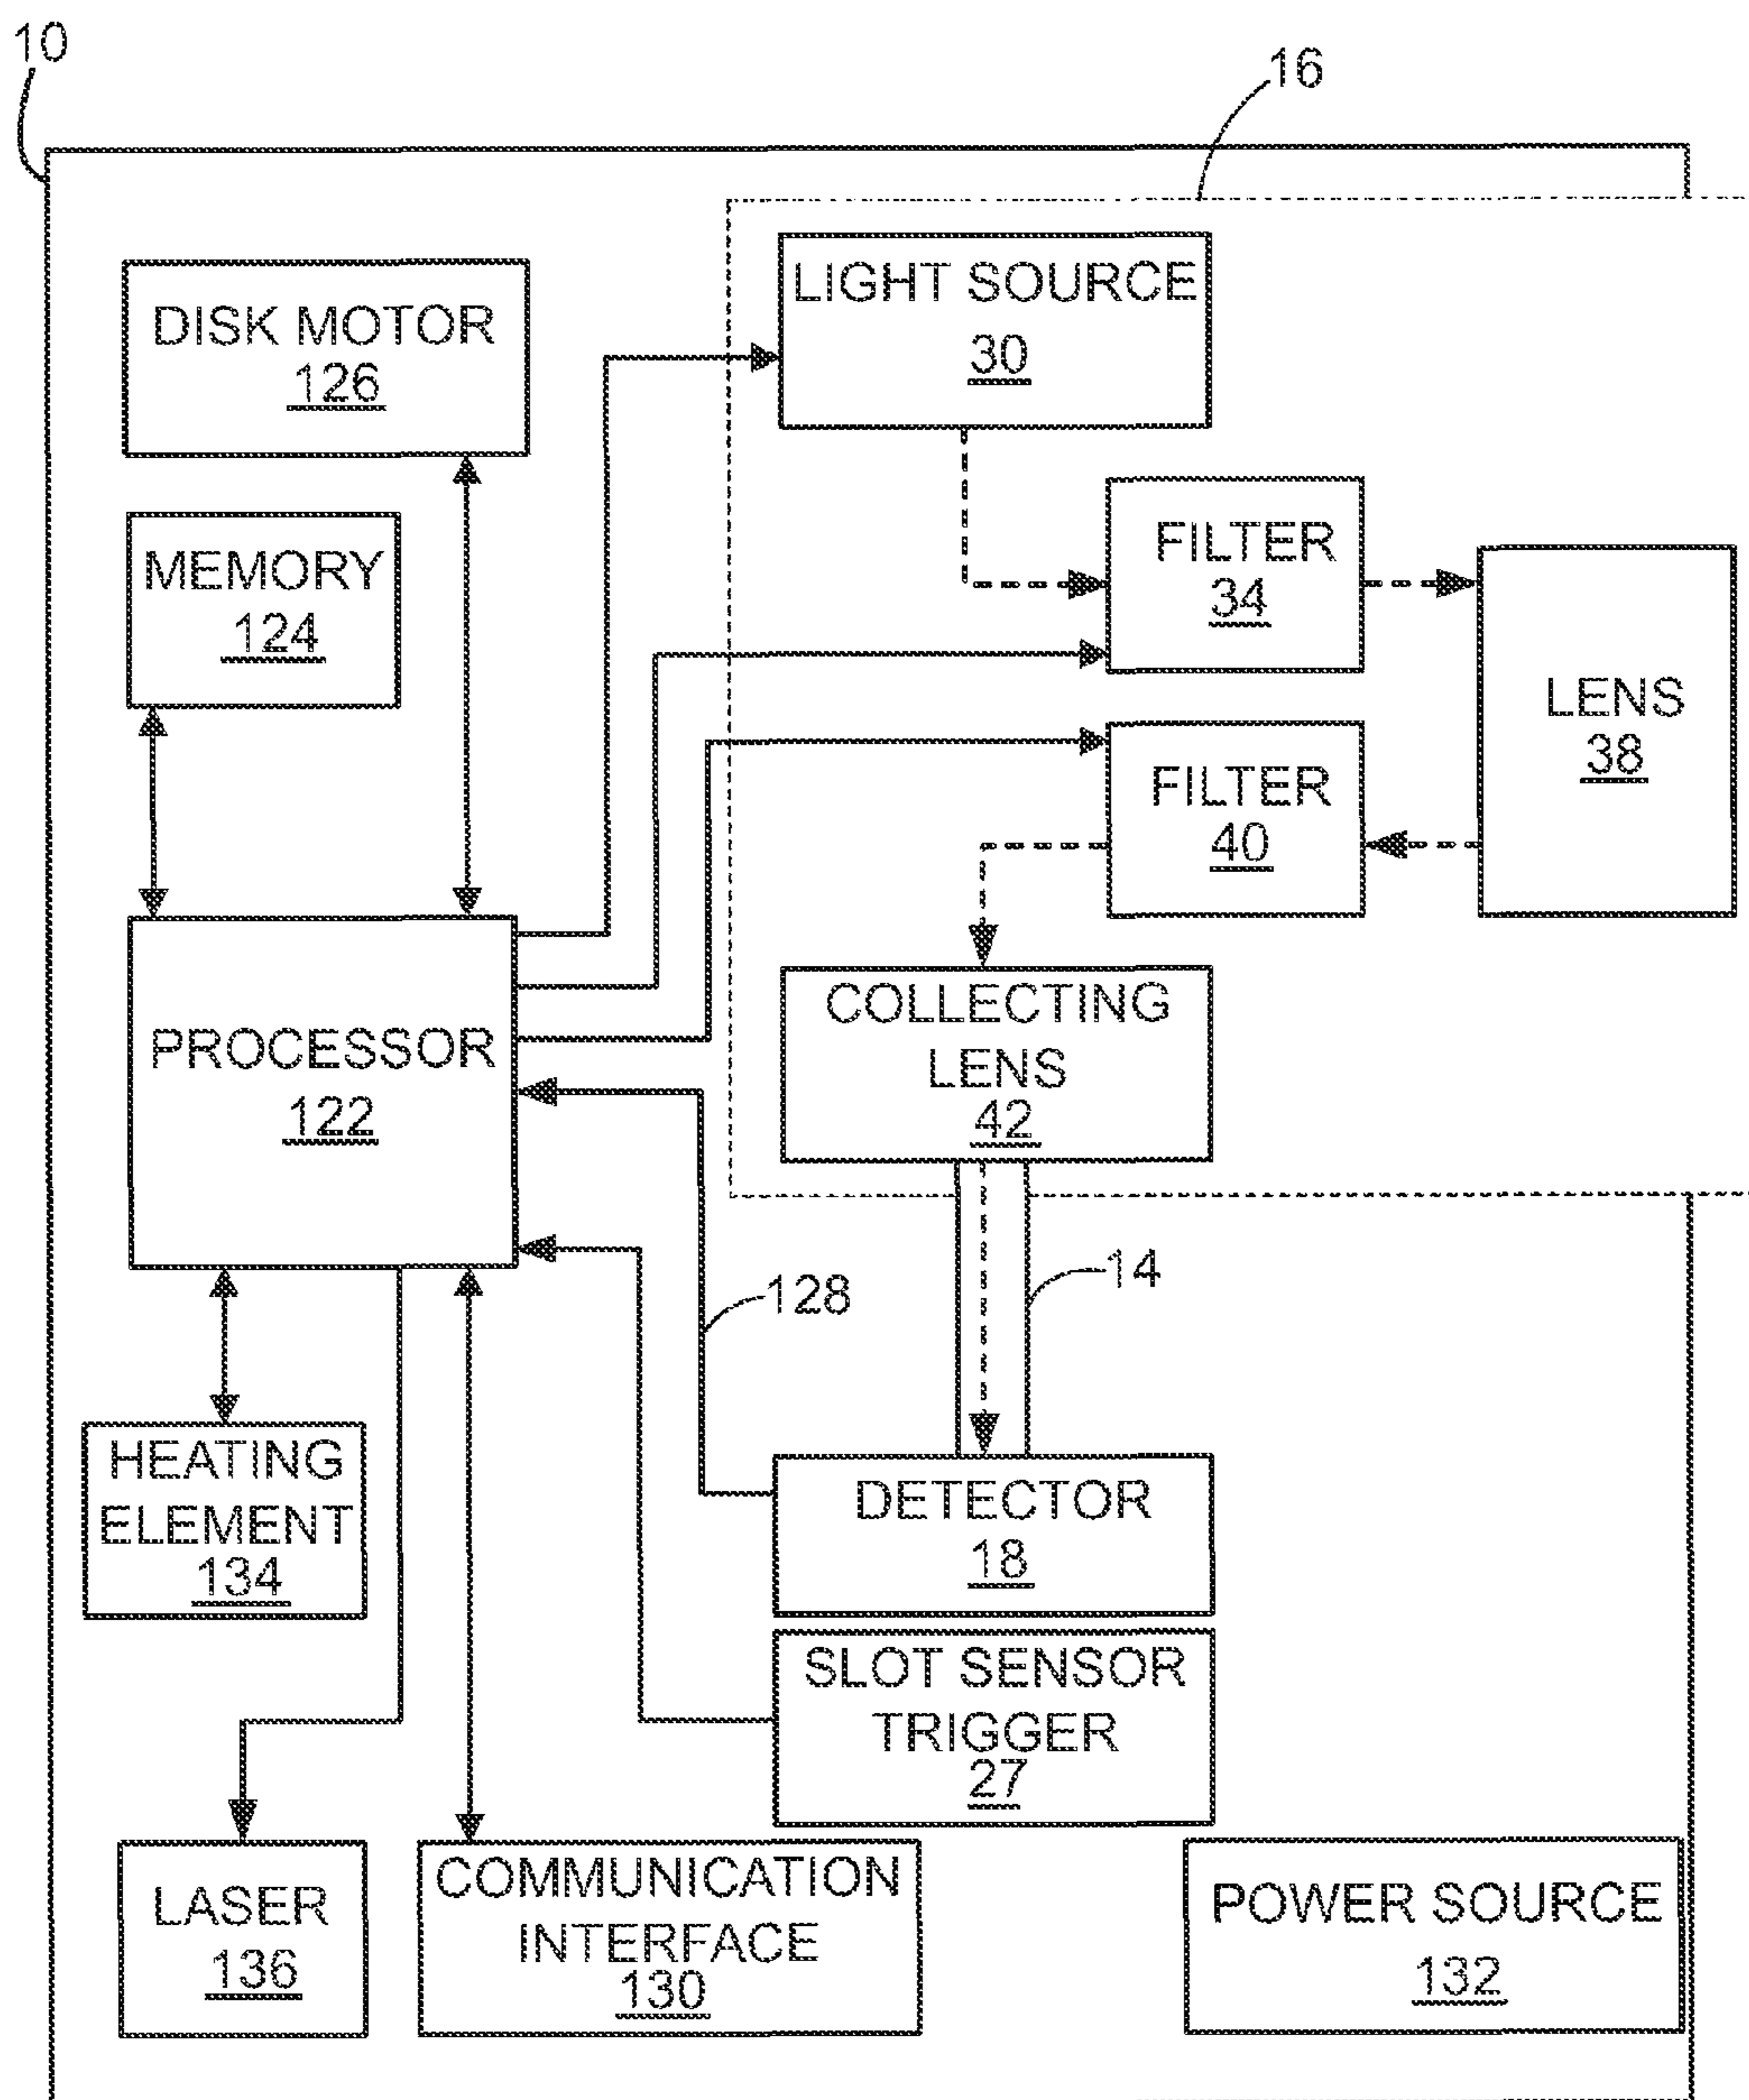 10
16
LIGHT SOURCE
30
DISK MOTOR
126
FILTER
34
MEMORY
124
LENS
38
FILTER
40
COLLECTING
LENS
42
PROCESSOR
122
14
128
HEATING
ELEMENT
134
DETECTOR
18
SLOT SENSOR
TRIGGER
27
LASER
136
COMMUNICATION
INTERFACE
130
POWER SOURCE
132